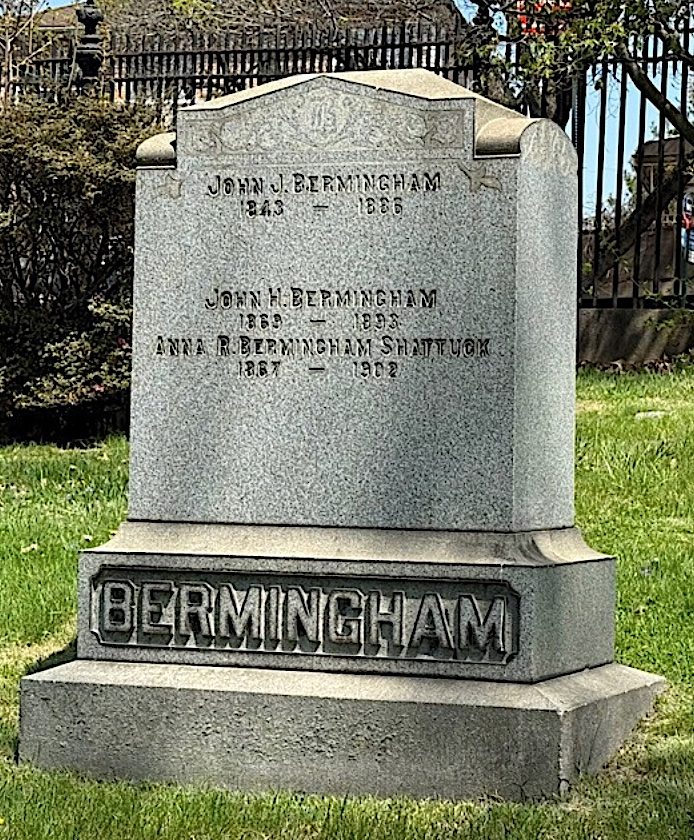 JOHN J. BERMINGHAM
1843 — 1886
JOHN H. BERMINGHAM
1869 — 1893
ANNA R. BERMINGHAM SHATTUCK
1867 — 1902
BERMINGHAM